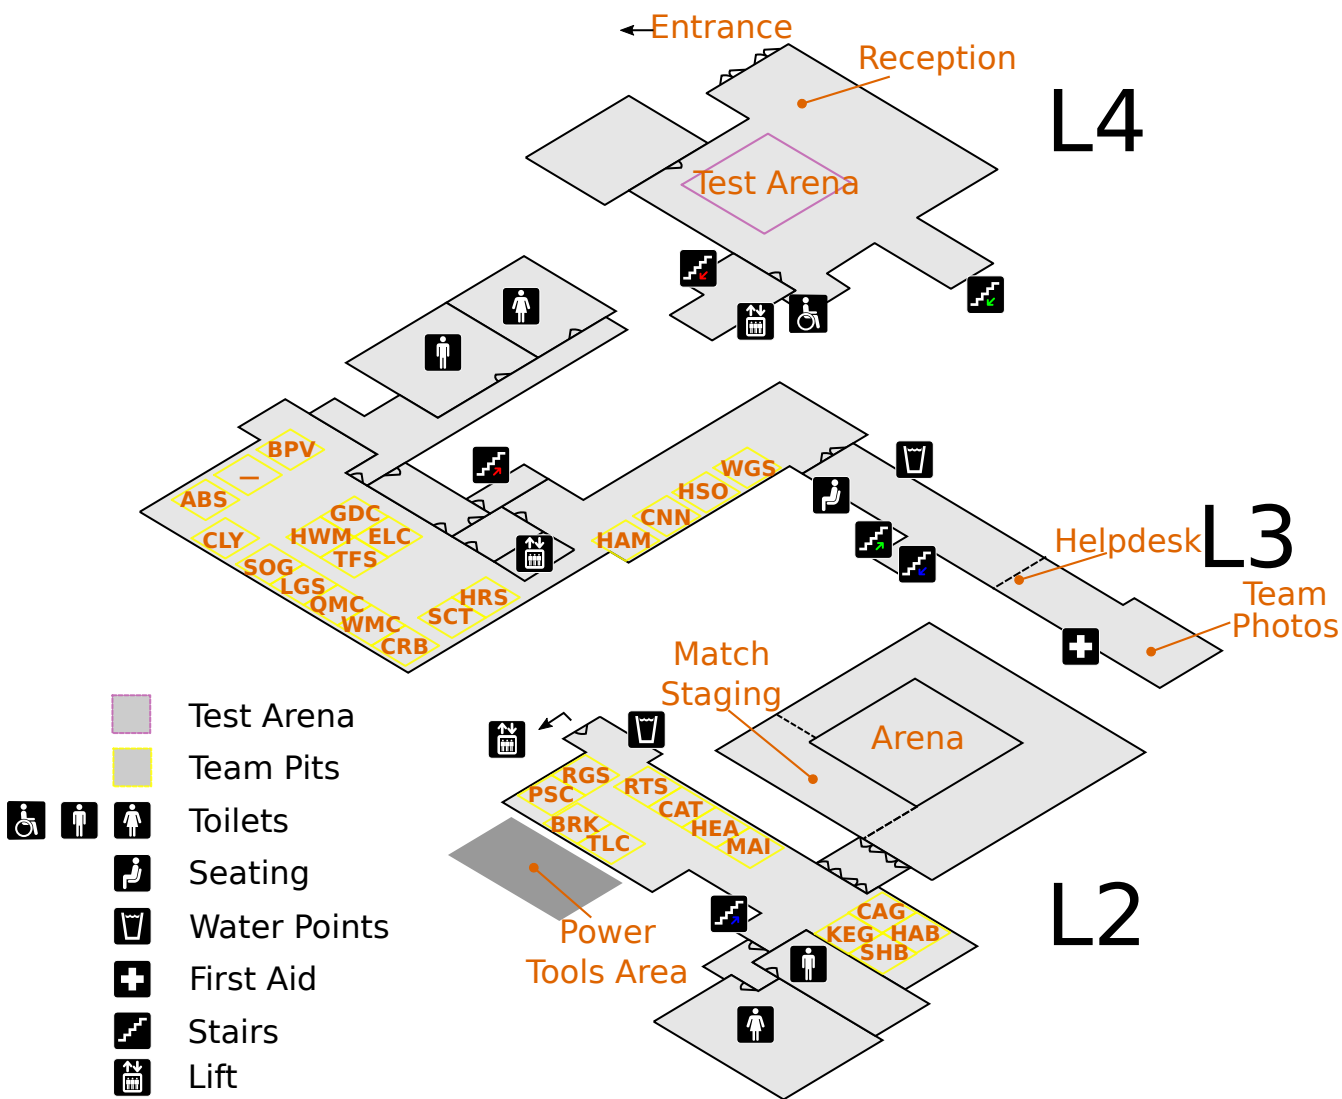 Entrance
Reception
L4
Test Arena
BPV
—
ABS
GDC
HWM ELC
TFS
CLY
SOG
LGS
QMC
WMC
CRB
HRS
SCT
WGS
HSO
CNN
HAM
Helpdesk
L3
Team
Photos
Match
Staging
Arena
RGS
PSC
RTS
CAT
HEA
MAI
BRK
TLC
CAG
KEG HAB
SHB
L2
Power
Tools Area
Test Arena
Team Pits
Toilets
Seating
Water Points
First Aid
Stairs
Lift